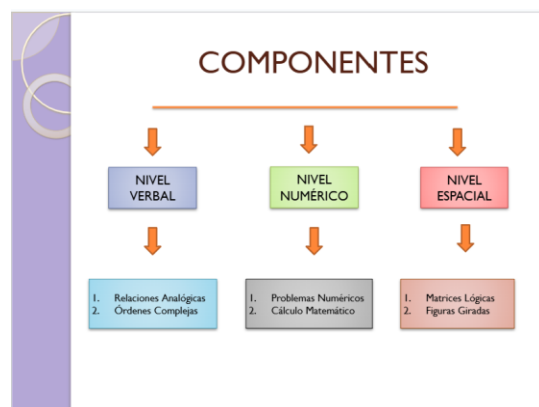 COMPONENTES
NIVEL
VERBAL
NIVEL
NUMÉRICO
NIVEL
ESPACIAL
1. Relaciones Analógicas
2. Órdenes Complejas
1. Problemas Numéricos
2. Cálculo Matemático
1. Matrices Lógicas
2. Figuras Giradas